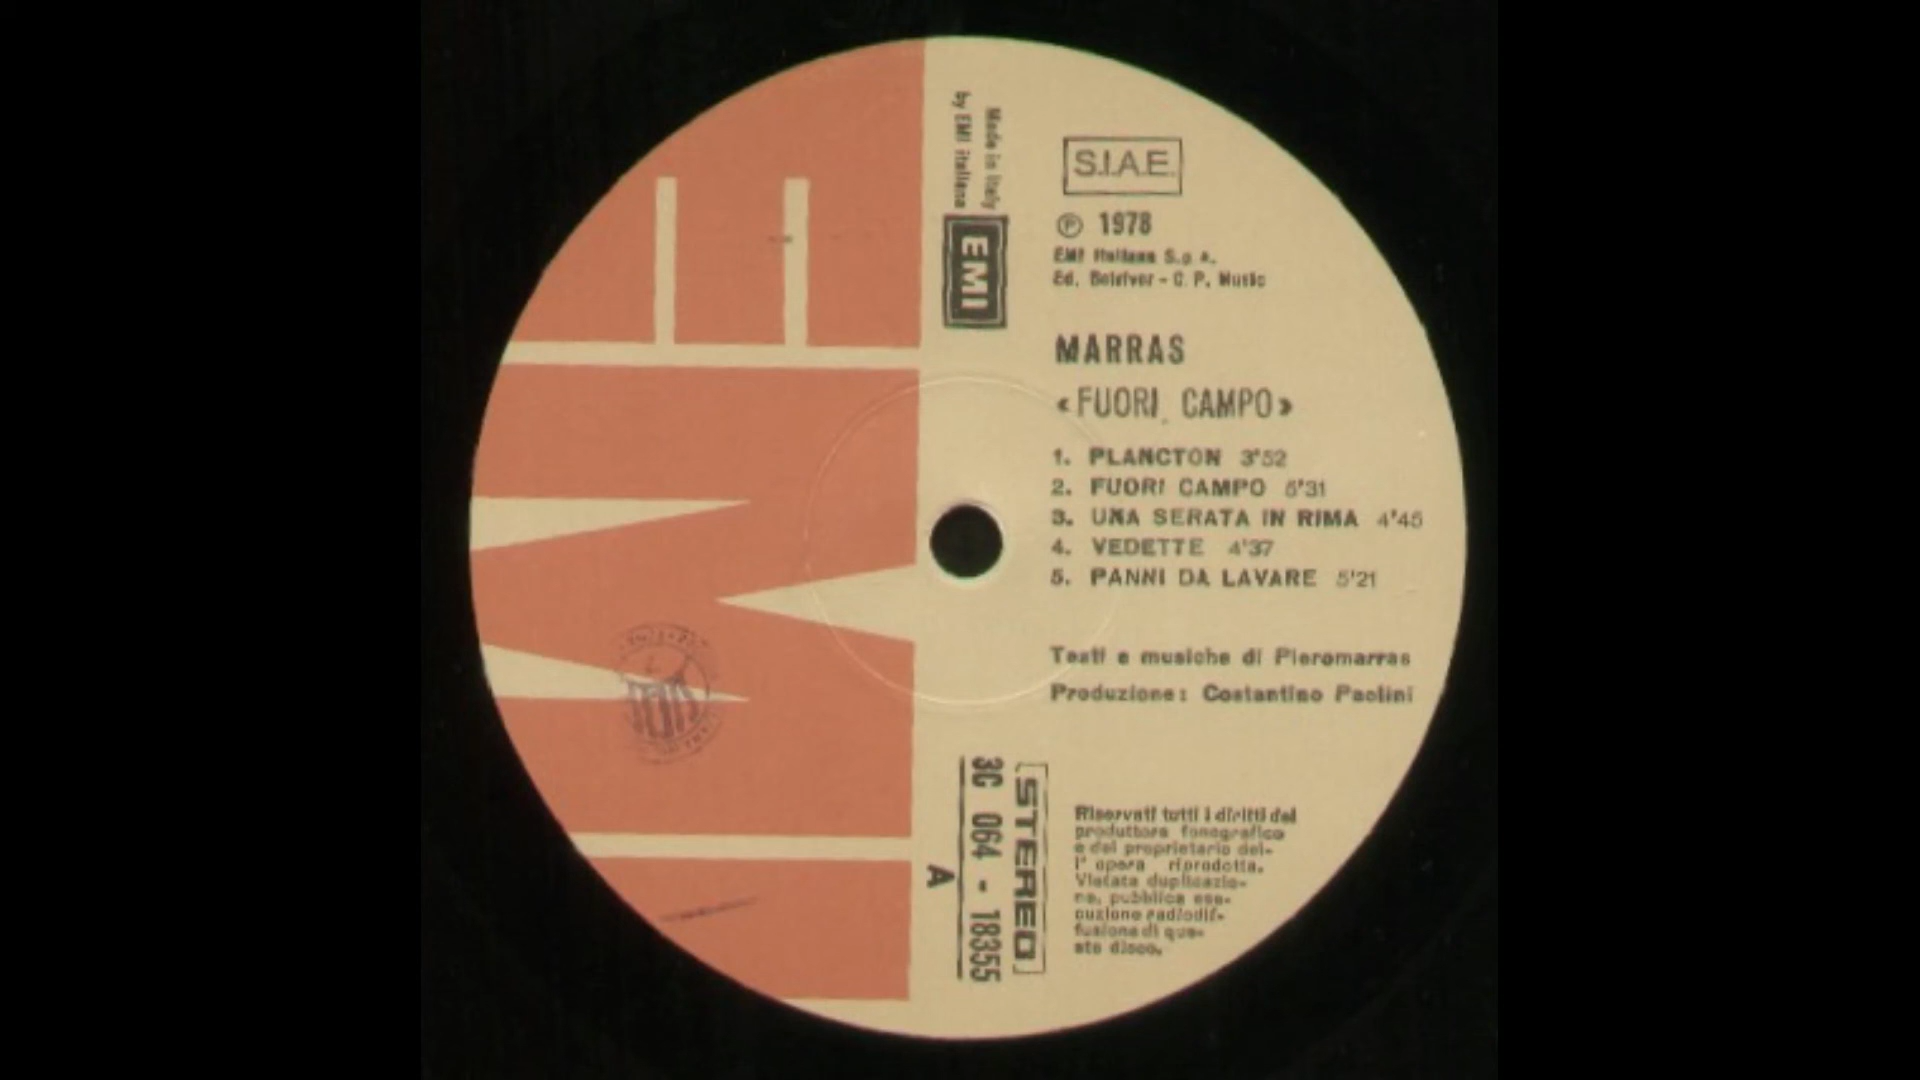 Made in Italy
by EMI italiana
EMI
S.I.A.E.
Ⓟ 1978
EMI Italiana S.p.A.
Ed. Belriver - C. P. Music
MARRAS
«FUORI CAMPO»
1. PLANCTON 3'52
2. FUORI CAMPO 5'31
3. UNA SERATA IN RIMA 4'45
4. VEDETTE 4'37
5. PANNI DA LAVARE 5'21
Testi e musiche di Pieromarras
Produzione: Costantino Paolini
STEREO
3C 064 - 18355
A
Riservati tutti i diritti del
produttore fonografico
e del proprietario del-
l' opera riprodotta.
Vietata duplicazio-
ne, pubblica ese-
cuzione radiodif-
fusione di que-
sto disco.